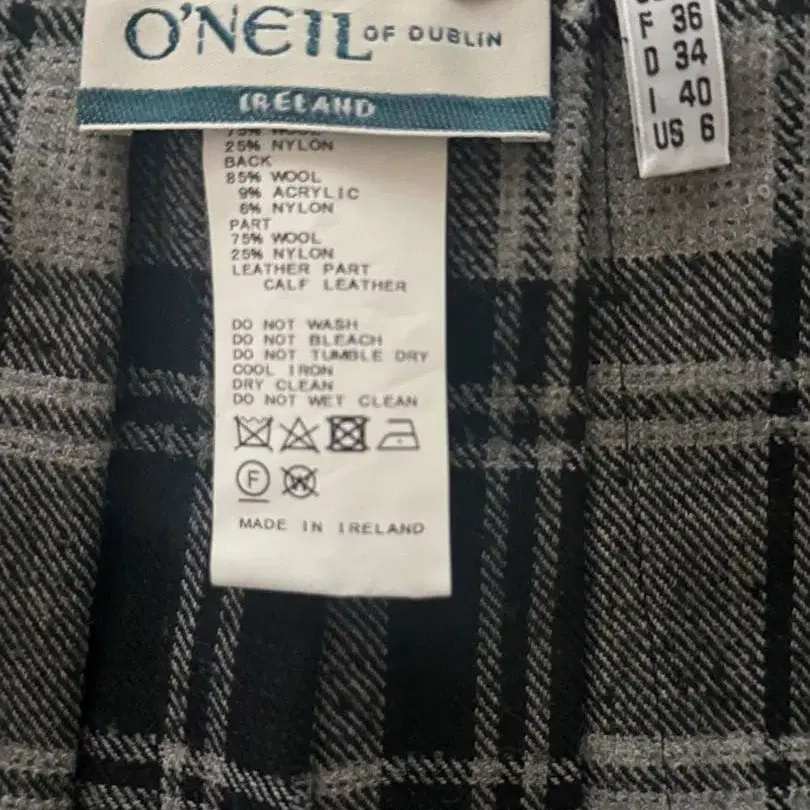 O'NEIL OF DUBLIN
IRELAND
F 36
D 34
I 40
US 6
75% WOOL
25% NYLON
BACK
85% WOOL
9% ACRYLIC
6% NYLON
PART
75% WOOL
25% NYLON
LEATHER PART
CALF LEATHER
DO NOT WASH
DO NOT BLEACH
DO NOT TUMBLE DRY
COOL IRON
DRY CLEAN
DO NOT WET CLEAN
F W
MADE IN IRELAND